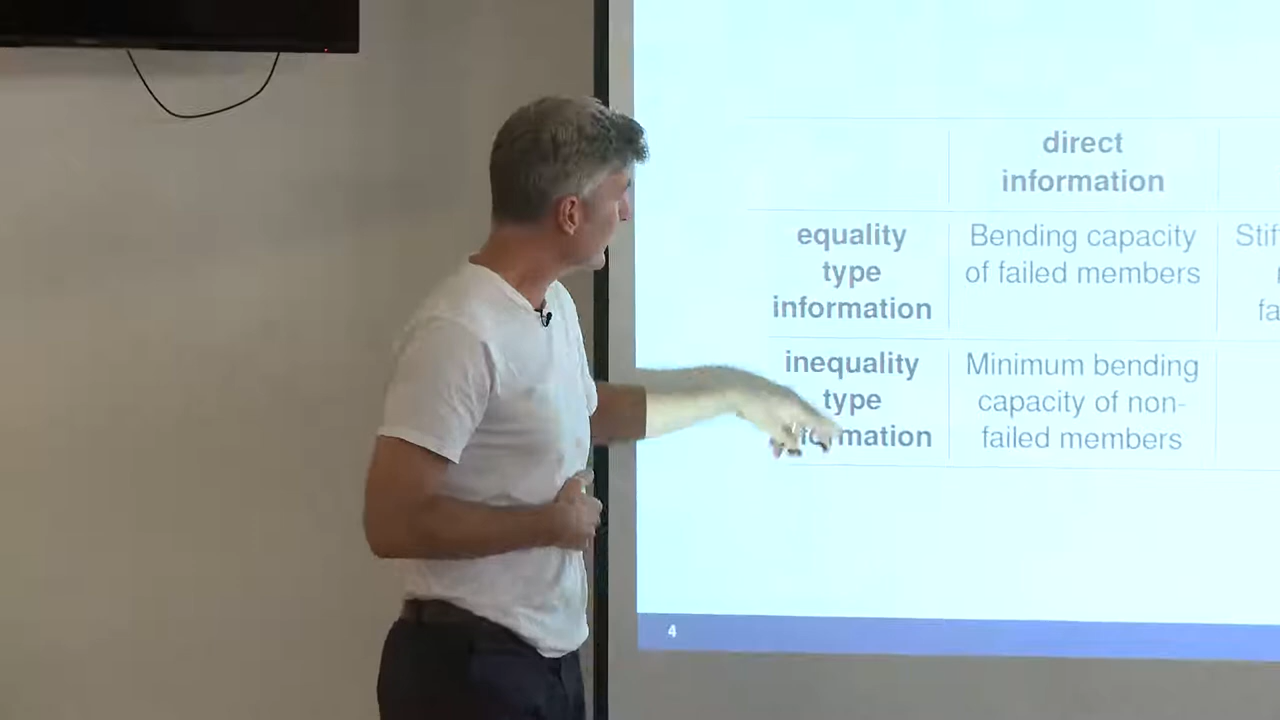 direct
information
equality
type
information
Bending capacity
of failed members
inequality
type
Minimum bending
capacity of non-
failed members
4